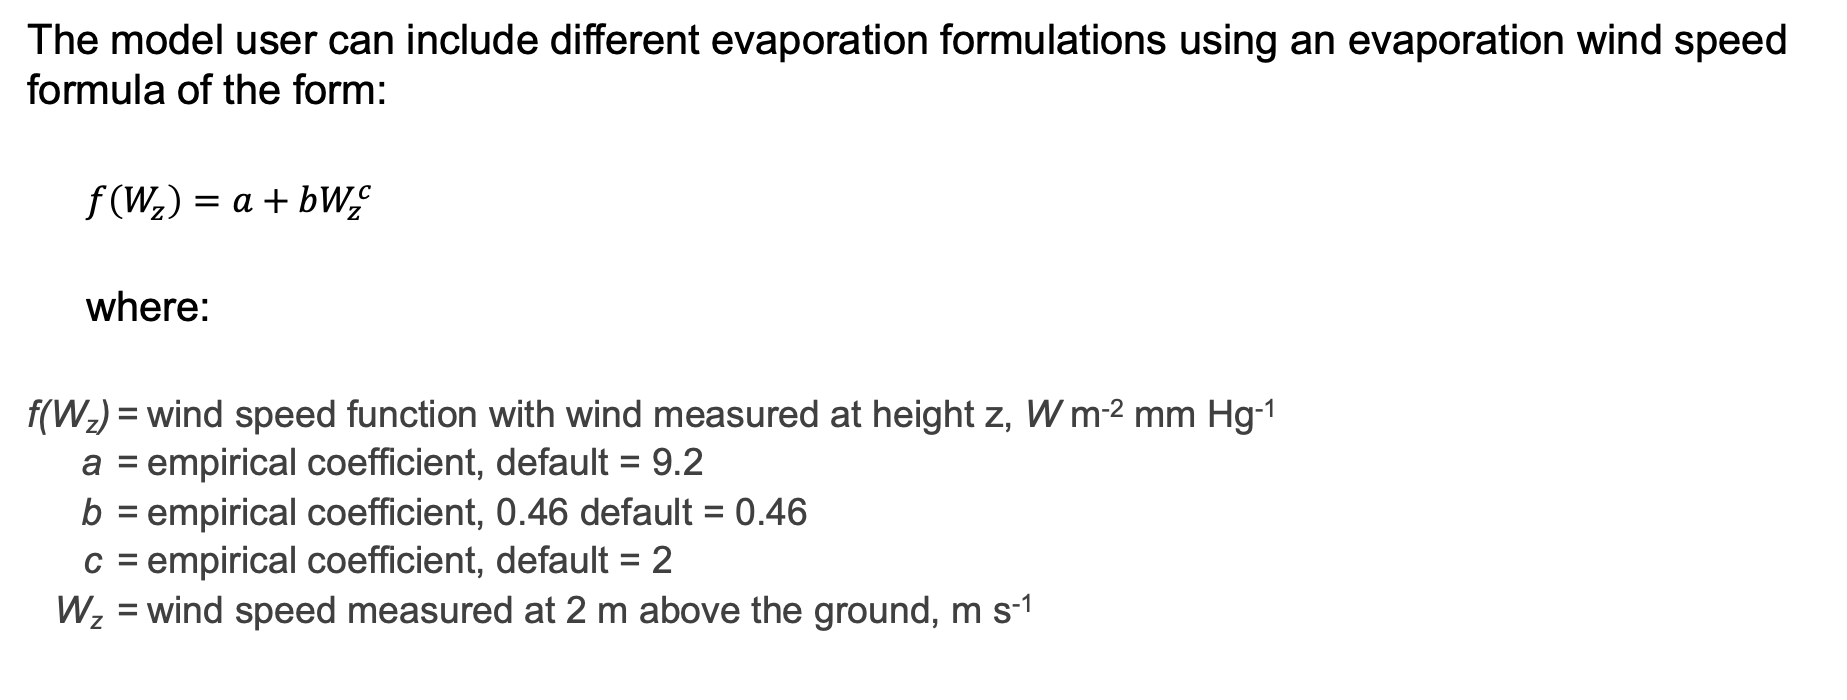 The model user can include different evaporation formulations using an evaporation wind speed
formula of the form:
f(W_z) = a + bW_z^c
where:
f(W_z) = wind speed function with wind measured at height z, W m⁻² mm Hg⁻¹
a = empirical coefficient, default = 9.2
b = empirical coefficient, 0.46 default = 0.46
c = empirical coefficient, default = 2
W_z = wind speed measured at 2 m above the ground, m s⁻¹